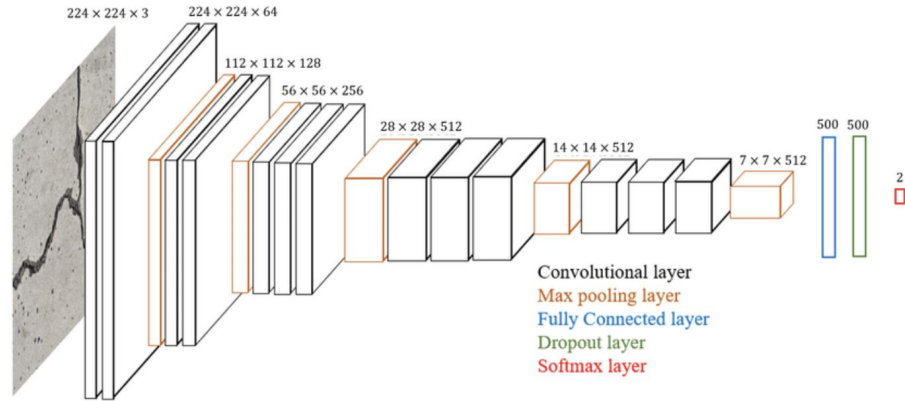 224 × 224 × 3
224 × 224 × 64
112 × 112 × 128
56 × 56 × 256
28 × 28 × 512
14 × 14 × 512
7 × 7 × 512
500
500
2
Convolutional layer
Max pooling layer
Fully Connected layer
Dropout layer
Softmax layer